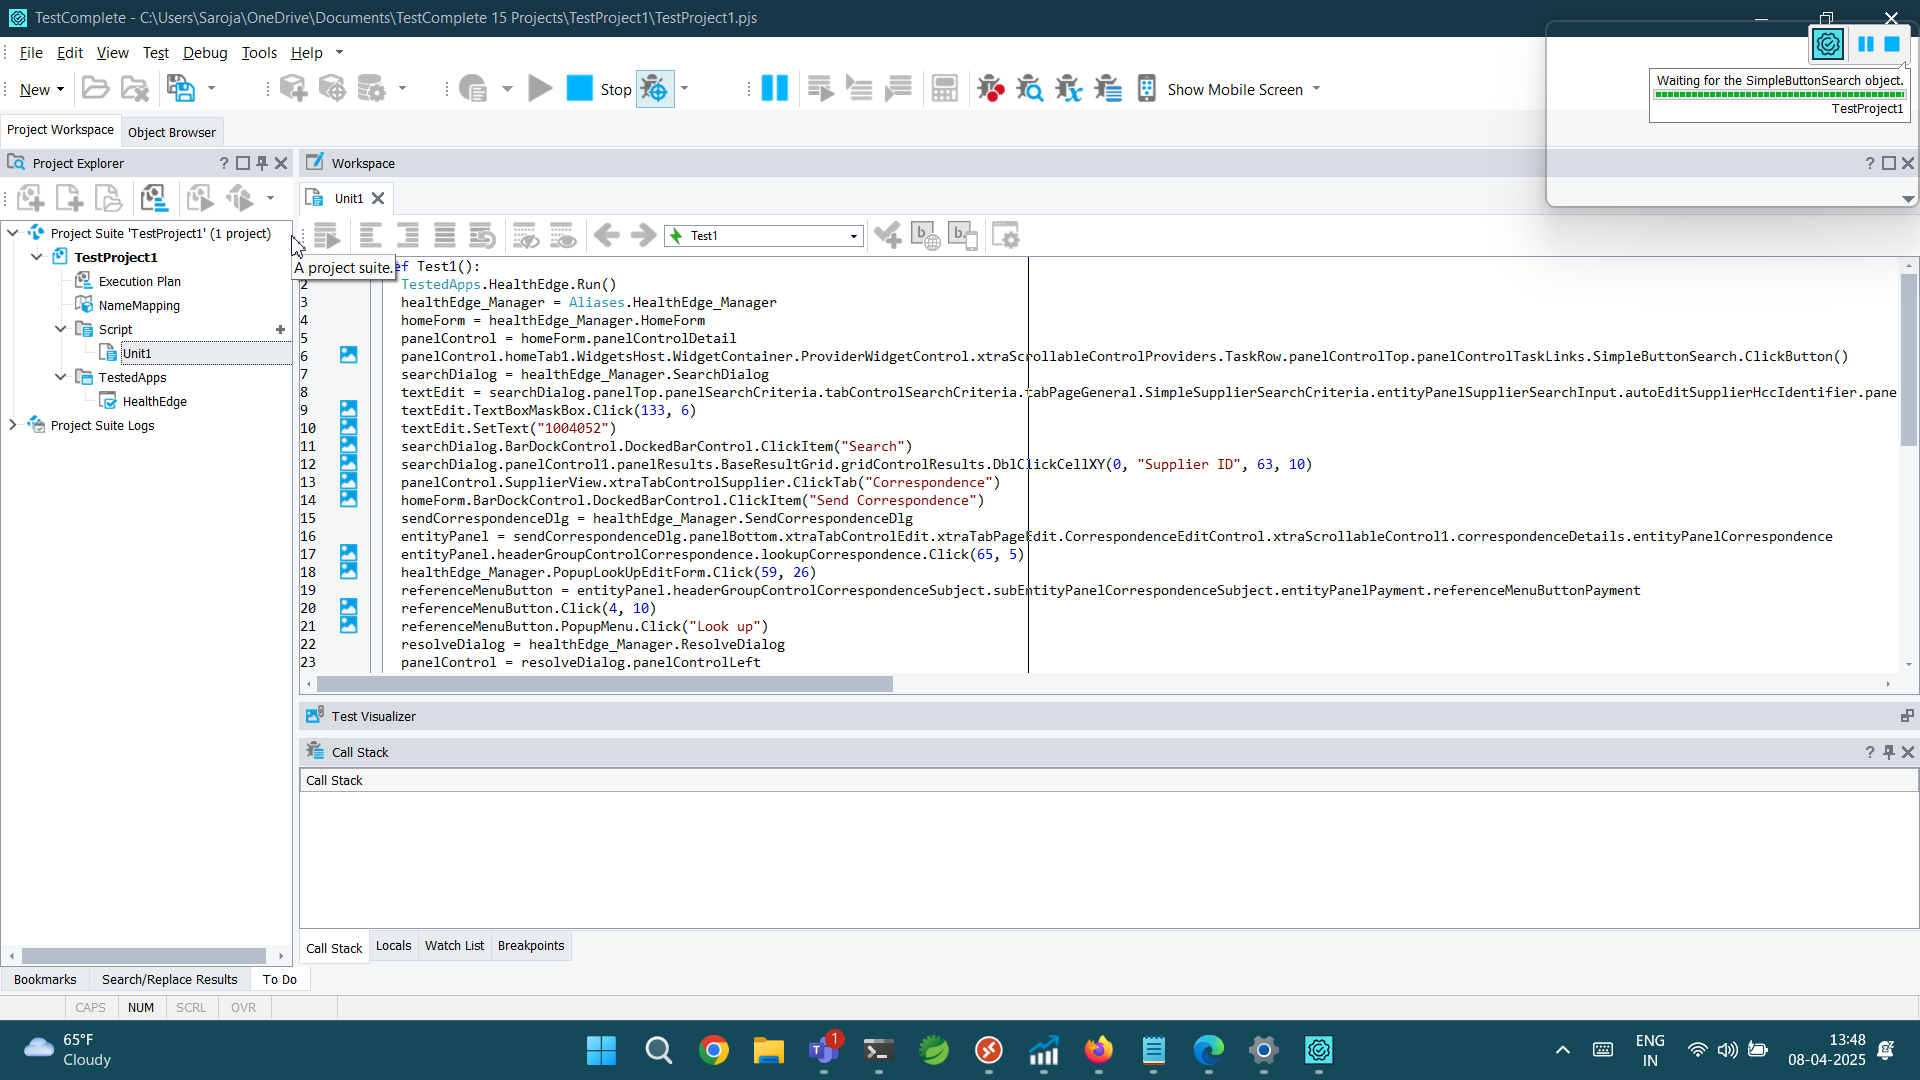 TestComplete - C:\Users\Saroja\OneDrive\Documents\TestComplete 15 Projects\TestProject1\TestProject1.pjs
File Edit View Test Debug Tools Help
New Stop Show Mobile Screen
Waiting for the SimpleButtonSearch object.
TestProject1
Project Workspace Object Browser
Project Explorer ?
Workspace ?
Unit1
Test1
Project Suite 'TestProject1' (1 project)
A project suite.
TestProject1
Execution Plan
NameMapping
Script
Unit1
TestedApps
HealthEdge
Project Suite Logs
ef Test1():
2 TestedApps.HealthEdge.Run()
3 healthEdge_Manager = Aliases.HealthEdge_Manager
4 homeForm = healthEdge_Manager.HomeForm
5 panelControl = homeForm.panelControlDetail
6 panelControl.homeTab1.WidgetsHost.WidgetContainer.ProviderWidgetControl.xtraScrollableControlProviders.TaskRow.panelControlTop.panelControlTaskLinks.SimpleButtonSearch.ClickButton()
7 searchDialog = healthEdge_Manager.SearchDialog
8 textEdit = searchDialog.panelTop.panelSearchCriteria.tabControlSearchCriteria.tabPageGeneral.SimpleSupplierSearchCriteria.entityPanelSupplierSearchInput.autoEditSupplierHccIdentifier.pane
9 textEdit.TextBoxMaskBox.Click(133, 6)
10 textEdit.SetText("1004052")
11 searchDialog.BarDockControl.DockedBarControl.ClickItem("Search")
12 searchDialog.panelControl1.panelResults.BaseResultGrid.gridControlResults.DblClickCellXY(0, "Supplier ID", 63, 10)
13 panelControl.SupplierView.xtraTabControlSupplier.ClickTab("Correspondence")
14 homeForm.BarDockControl.DockedBarControl.ClickItem("Send Correspondence")
15 sendCorrespondenceDlg = healthEdge_Manager.SendCorrespondenceDlg
16 entityPanel = sendCorrespondenceDlg.panelBottom.xtraTabControlEdit.xtraTabPageEdit.CorrespondenceEditControl.xtraScrollableControl1.correspondenceDetails.entityPanelCorrespondence
17 entityPanel.headerGroupControlCorrespondence.lookupCorrespondence.Click(65, 5)
18 healthEdge_Manager.PopupLookUpEditForm.Click(59, 26)
19 referenceMenuButton = entityPanel.headerGroupControlCorrespondenceSubject.subEntityPanelCorrespondenceSubject.entityPanelPayment.referenceMenuButtonPayment
20 referenceMenuButton.Click(4, 10)
21 referenceMenuButton.PopupMenu.Click("Look up")
22 resolveDialog = healthEdge_Manager.ResolveDialog
23 panelControl = resolveDialog.panelControlLeft
Test Visualizer
Call Stack ?
Call Stack
Call Stack Locals Watch List Breakpoints
Bookmarks Search/Replace Results To Do
CAPS NUM SCRL OVR
65°F
Cloudy
1
ENG
IN
13:48
08-04-2025